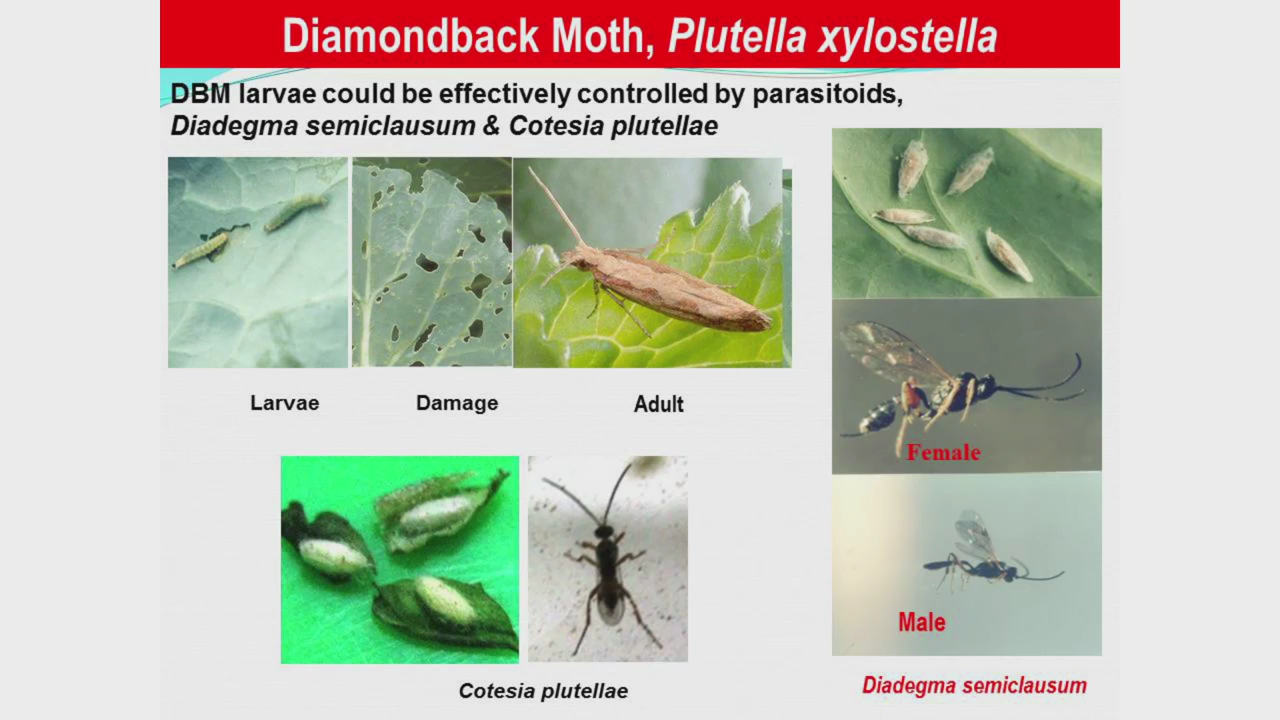 Diamondback Moth, Plutella xylostella
DBM larvae could be effectively controlled by parasitoids,
Diadegma semiclausum & Cotesia plutellae
Larvae
Damage
Adult
Female
Male
Cotesia plutellae
Diadegma semiclausum